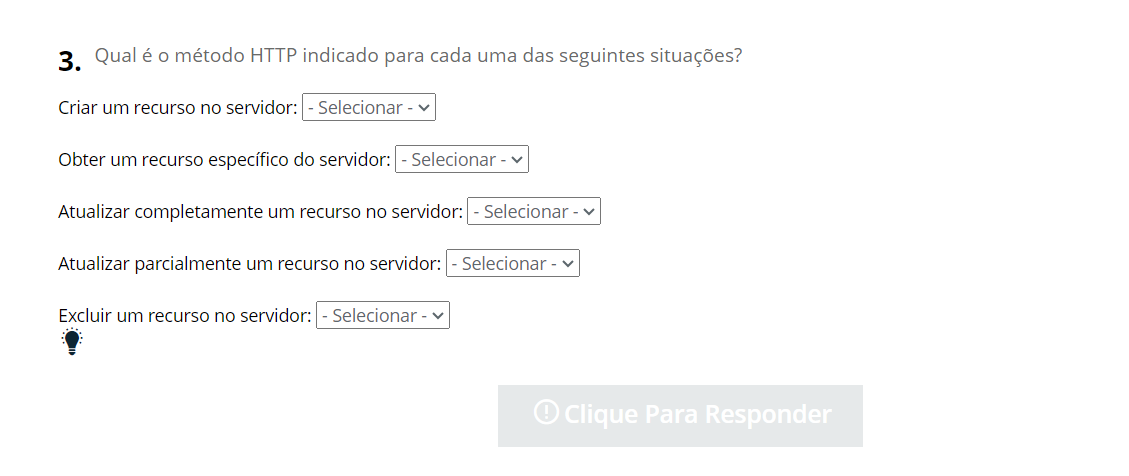 3. Qual é o método HTTP indicado para cada uma das seguintes situações?
Criar um recurso no servidor: - Selecionar -
Obter um recurso específico do servidor: - Selecionar -
Atualizar completamente um recurso no servidor: - Selecionar -
Atualizar parcialmente um recurso no servidor: - Selecionar -
Excluir um recurso no servidor: - Selecionar -
Clique Para Responder